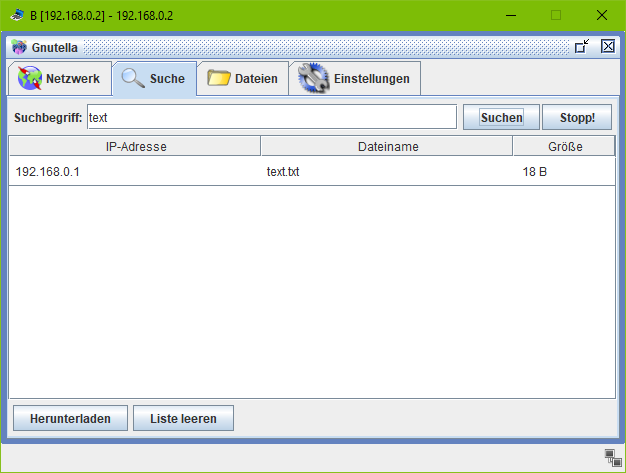 B [192.168.0.2] - 192.168.0.2
Gnutella
Netzwerk Suche Dateien Einstellungen
Suchbegriff: text Suchen Stopp!
IP-Adresse Dateiname Größe
192.168.0.1 text.txt 18 B
Herunterladen Liste leeren